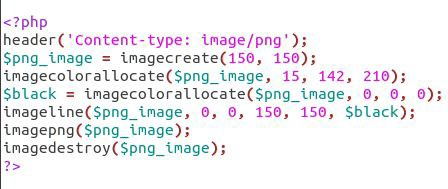 <?php
header('Content-type: image/png');
$png_image = imagecreate(150, 150);
imagecolorallocate($png_image, 15, 142, 210);
$black = imagecolorallocate($png_image, 0, 0, 0);
imageline($png_image, 0, 0, 150, 150, $black);
imagepng($png_image);
imagedestroy($png_image);
?>